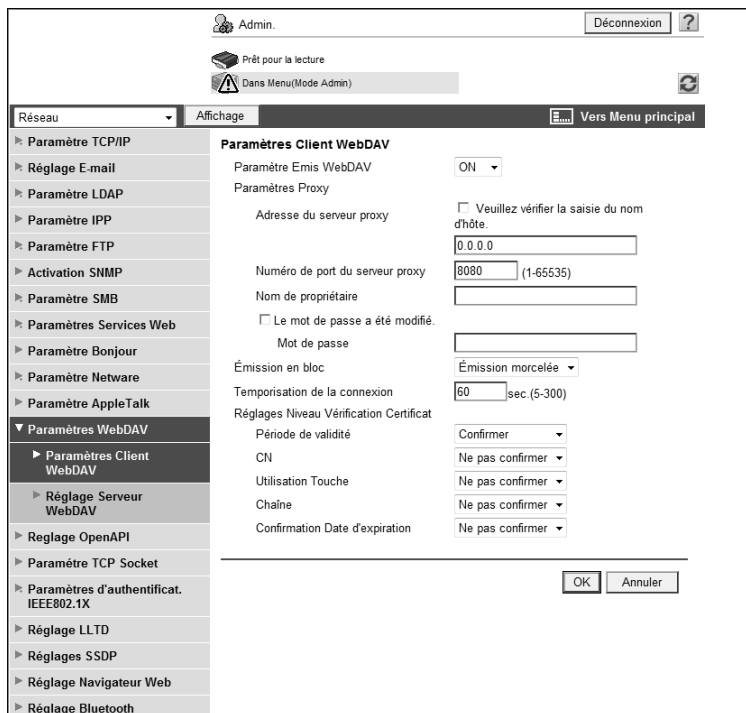 Admin.
Déconnexion
?
Prêt pour la lecture
Dans Menu(Mode Admin)
Réseau
Affichage
Vers Menu principal
Paramètre TCP/IP
Réglage E-mail
Paramètre LDAP
Paramètre IPP
Paramètre FTP
Activation SNMP
Paramètre SMB
Paramètres Services Web
Paramètre Bonjour
Paramètre Netware
Paramètre AppleTalk
Paramètres WebDAV
Paramètres Client
WebDAV
Réglage Serveur
WebDAV
Reglage OpenAPI
Paramétre TCP Socket
Paramètres d'authentificat.
IEEE802.1X
Réglage LLTD
Réglages SSDP
Réglage Navigateur Web
Réglage Bluetooth
Paramètres Client WebDAV
Paramètre Emis WebDAV ON
Paramètres Proxy
Adresse du serveur proxy
Veuillez vérifier la saisie du nom
d'hôte.
0.0.0.0
Numéro de port du serveur proxy 8080 (1-65535)
Nom de propriétaire
Le mot de passe a été modifié.
Mot de passe
Émission en bloc Émission morcelée
Temporisation de la connexion 60 sec.(5-300)
Réglages Niveau Vérification Certificat
Période de validité Confirmer
CN Ne pas confirmer
Utilisation Touche Ne pas confirmer
Chaîne Ne pas confirmer
Confirmation Date d'expiration Ne pas confirmer
OK
Annuler